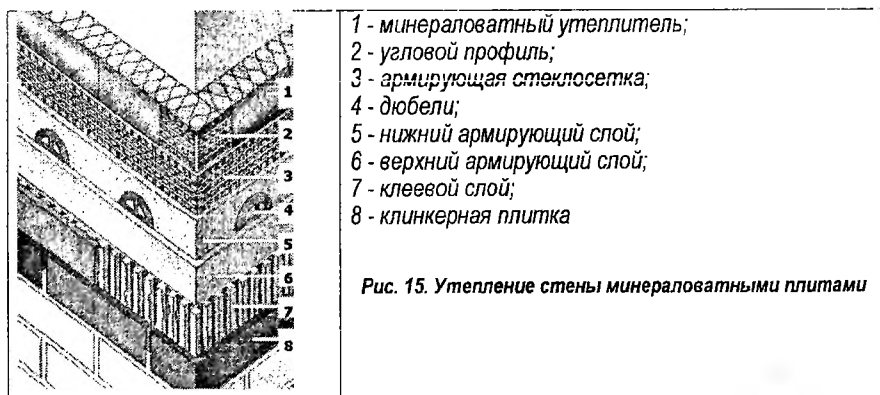 1
2
3
4
5
6
7
8
1 - минераловатный утеплитель;
2 - угловой профиль;
3 - армирующая стеклосетка;
4 - дюбели;
5 - нижний армирующий слой;
6 - верхний армирующий слой;
7 - клеевой слой;
8 - клинкерная плитка
Рис. 15. Утепление стены минераловатными плитами